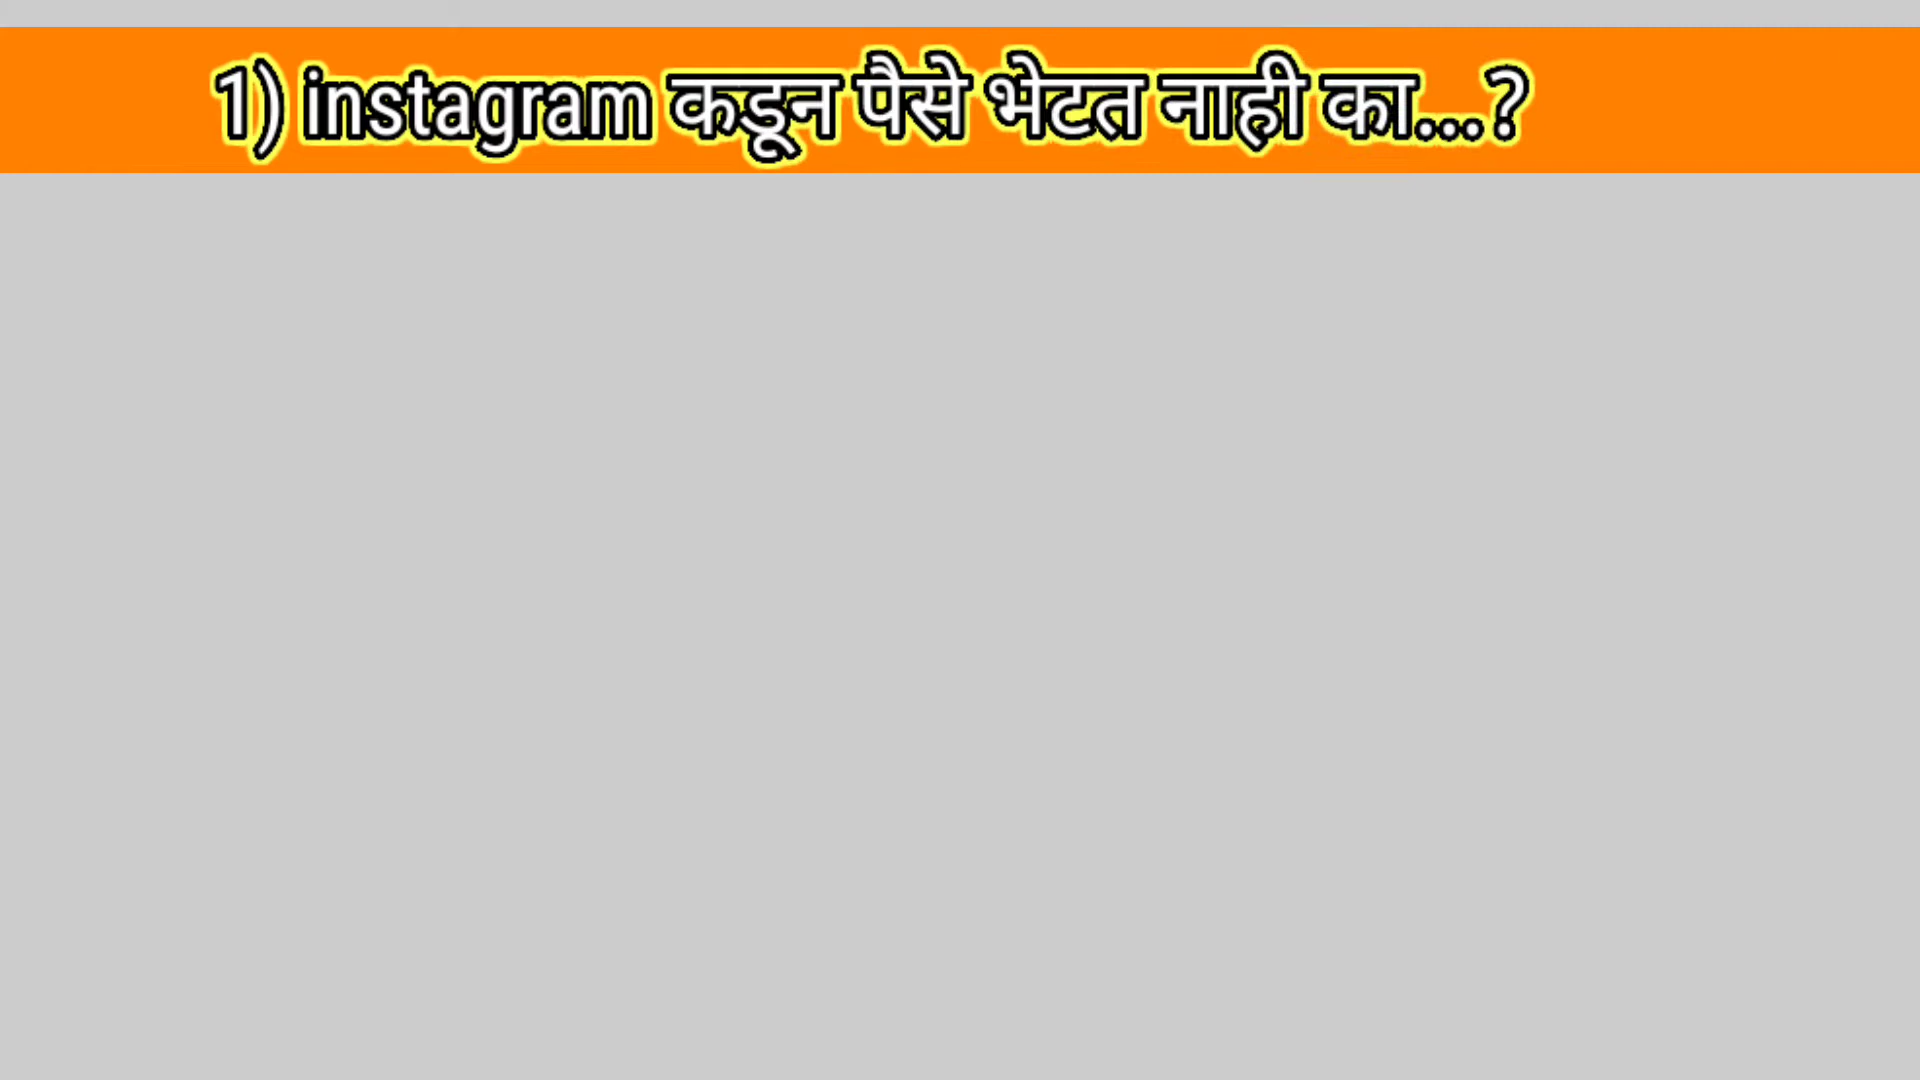 1) instagram कडून पैसे भेटत नाही का...?